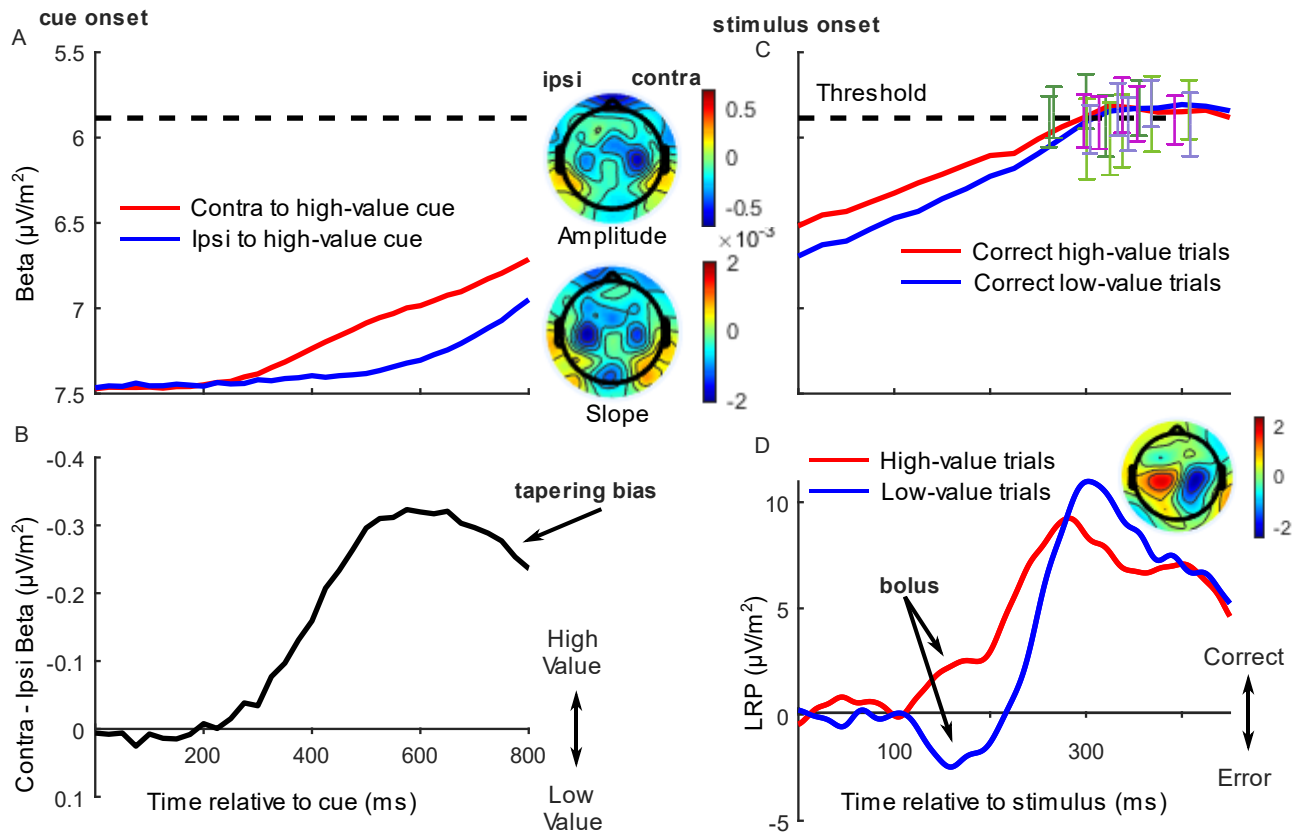 cue onset
A
5.5
6
6.5
7
7.5
Beta (µV/m²)
Contra to high-value cue
Ipsi to high-value cue
ipsi
contra
0.5
0
-0.5
Amplitude
×10⁻³
2
0
-2
Slope
stimulus onset
C
Threshold
Correct high-value trials
Correct low-value trials
B
-0.4
-0.3
-0.2
-0.1
0
0.1
Contra - Ipsi Beta (µV/m²)
tapering bias
High
Value
Low
Value
200
400
600
800
Time relative to cue (ms)
D
High-value trials
Low-value trials
2
0
-2
10
5
0
-5
LRP (µV/m²)
bolus
Correct
Error
100
300
Time relative to stimulus (ms)